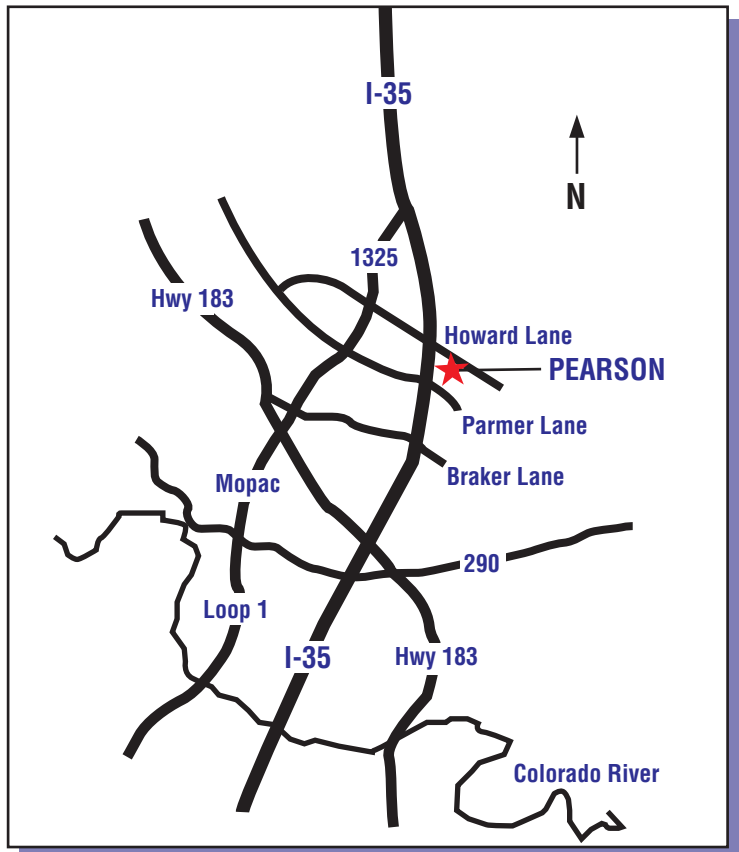 I-35
N
1325
Hwy 183
Howard Lane
PEARSON
Parmer Lane
Braker Lane
Mopac
290
Loop 1
I-35
Hwy 183
Colorado River